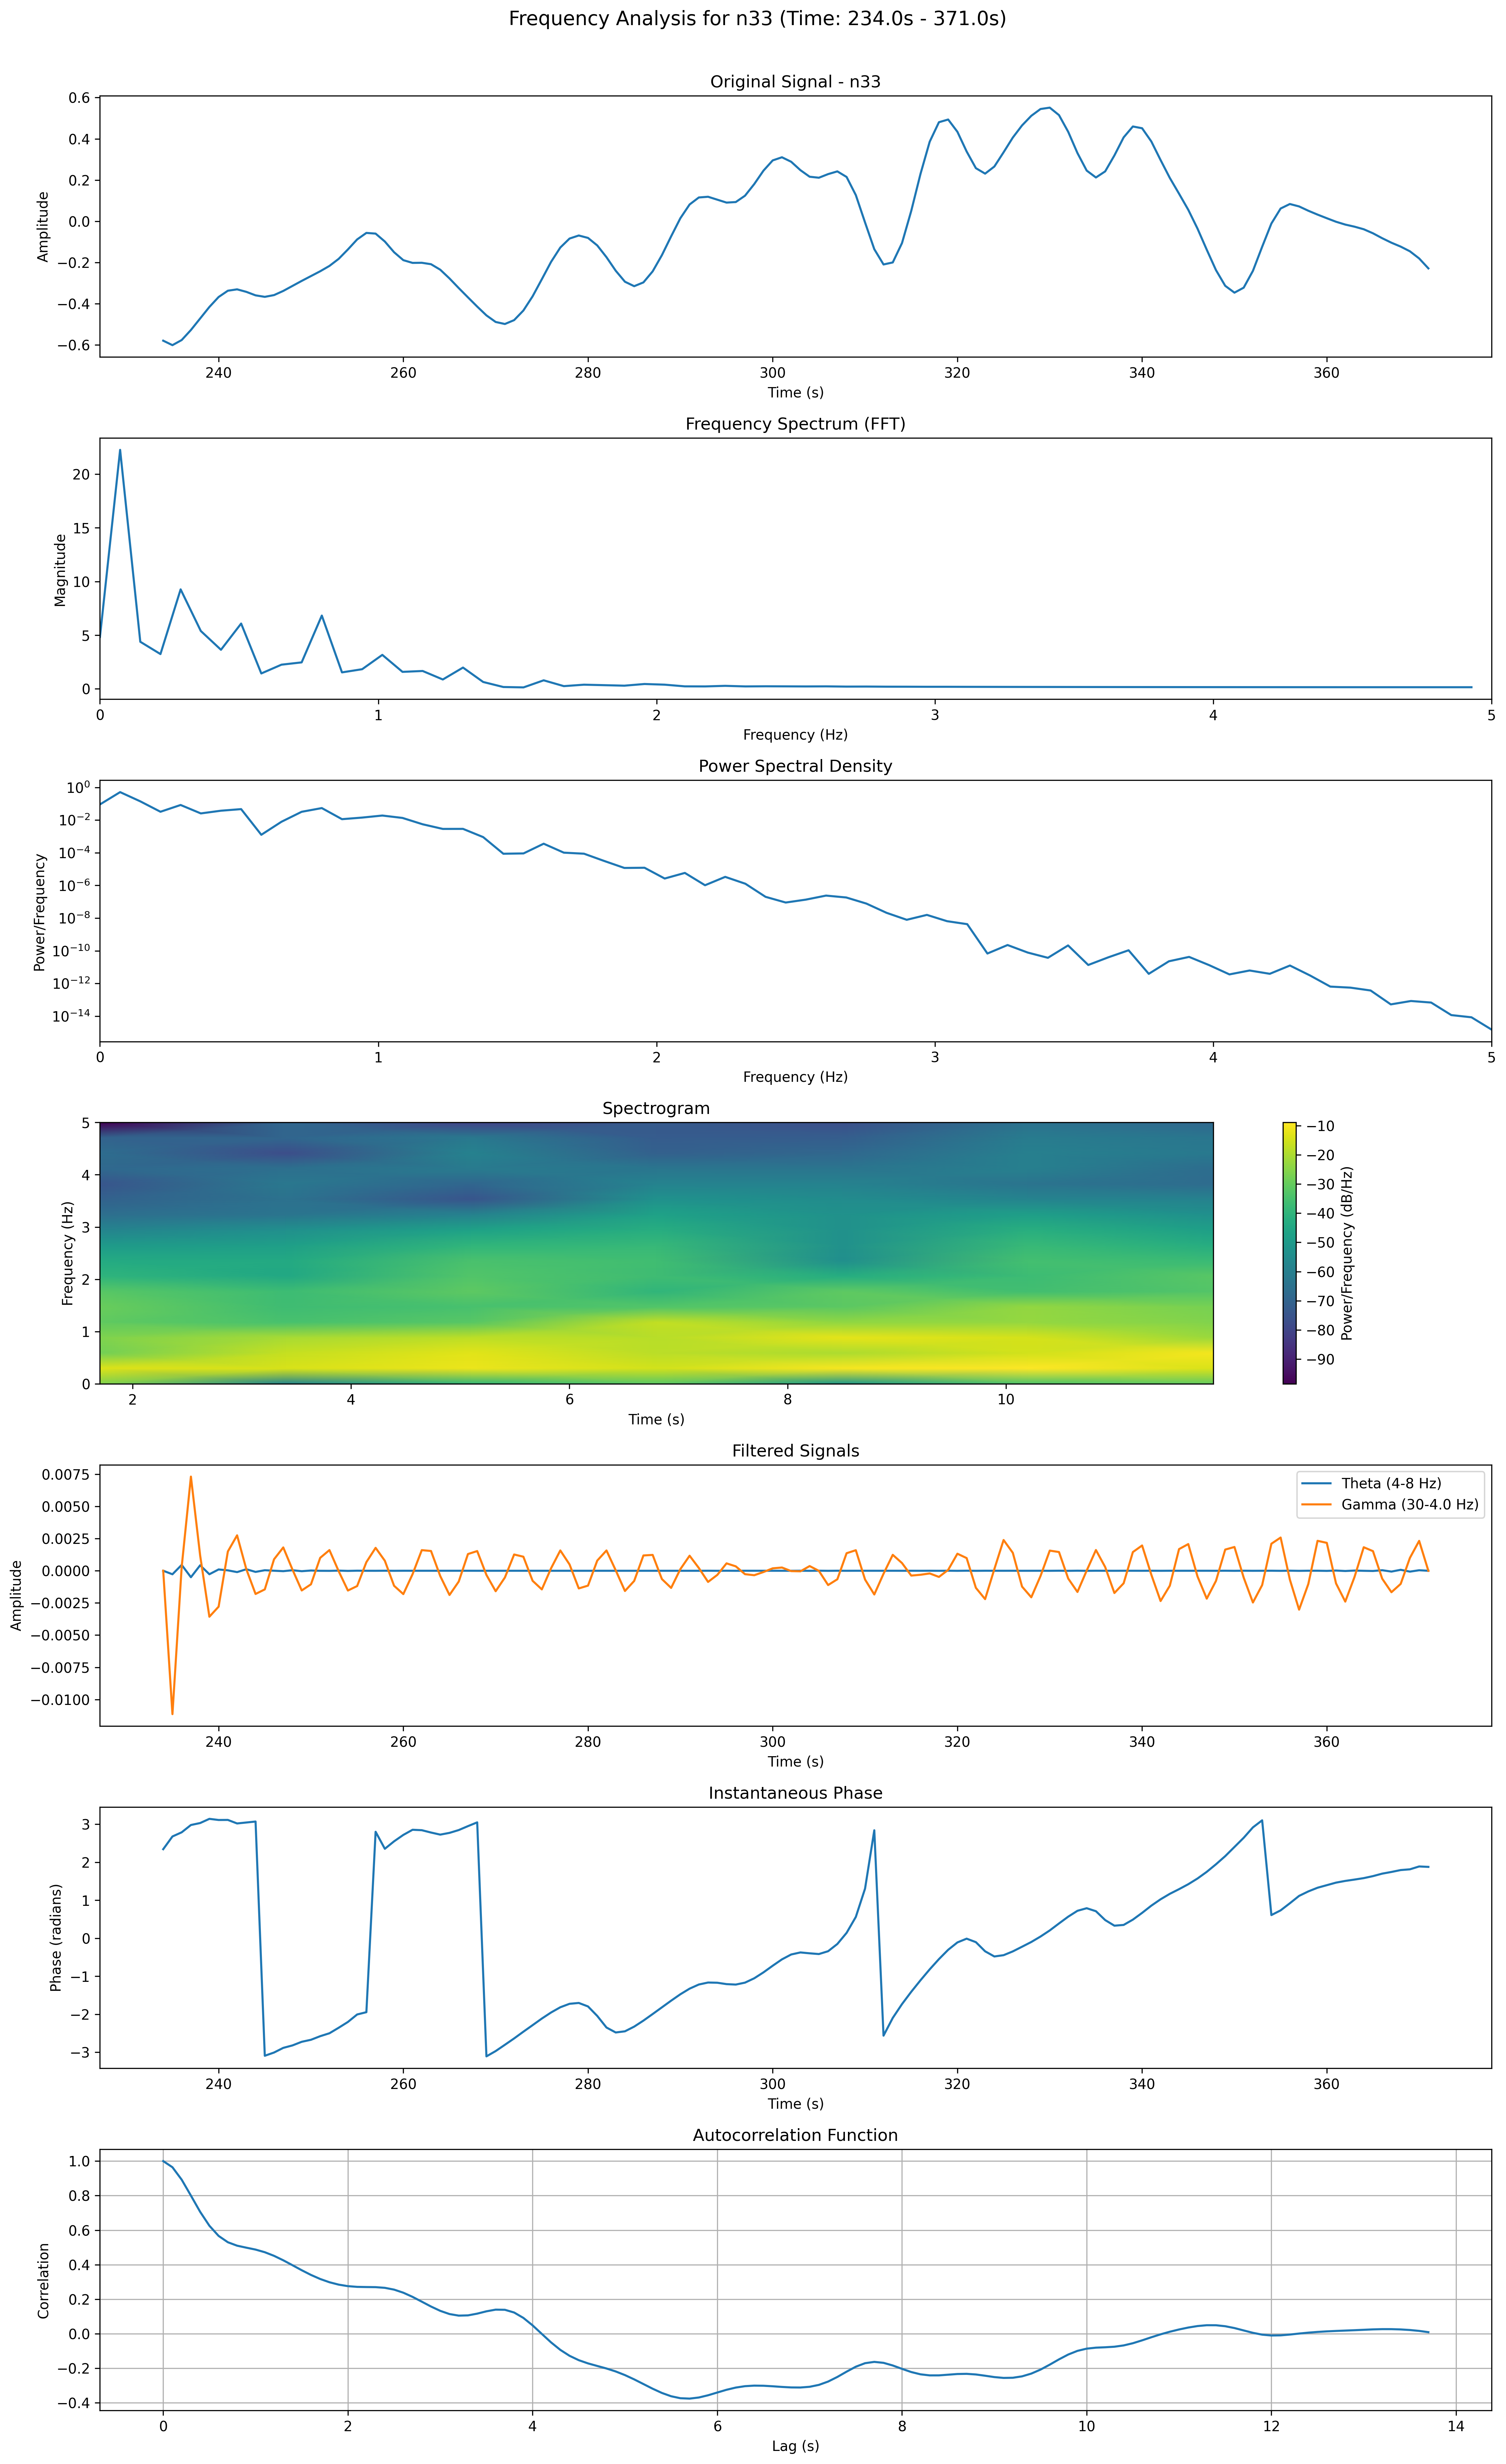 Frequency Analysis for n33 (Time: 234.0s - 371.0s)
Original Signal - n33
0.6
0.4
0.2
0.0
−0.2
−0.4
−0.6
Amplitude
240 260 280 300 320 340 360
Time (s)
Frequency Spectrum (FFT)
20
15
10
5
0
Magnitude
0 1 2 3 4 5
Frequency (Hz)
Power Spectral Density
10⁰
10⁻²
10⁻⁴
10⁻⁶
10⁻⁸
10⁻¹⁰
10⁻¹²
10⁻¹⁴
Power/Frequency
0 1 2 3 4 5
Frequency (Hz)
Spectrogram
5
4
3
2
1
0
Frequency (Hz)
2 4 6 8 10
Time (s)
−10
−20
−30
−40
−50
−60
−70
−80
−90
Power/Frequency (dB/Hz)
Filtered Signals
0.0075
0.0050
0.0025
0.0000
−0.0025
−0.0050
−0.0075
−0.0100
Amplitude
Theta (4-8 Hz)
Gamma (30-4.0 Hz)
240 260 280 300 320 340 360
Time (s)
Instantaneous Phase
3
2
1
0
−1
−2
−3
Phase (radians)
240 260 280 300 320 340 360
Time (s)
Autocorrelation Function
1.0
0.8
0.6
0.4
0.2
0.0
−0.2
−0.4
Correlation
0 2 4 6 8 10 12 14
Lag (s)